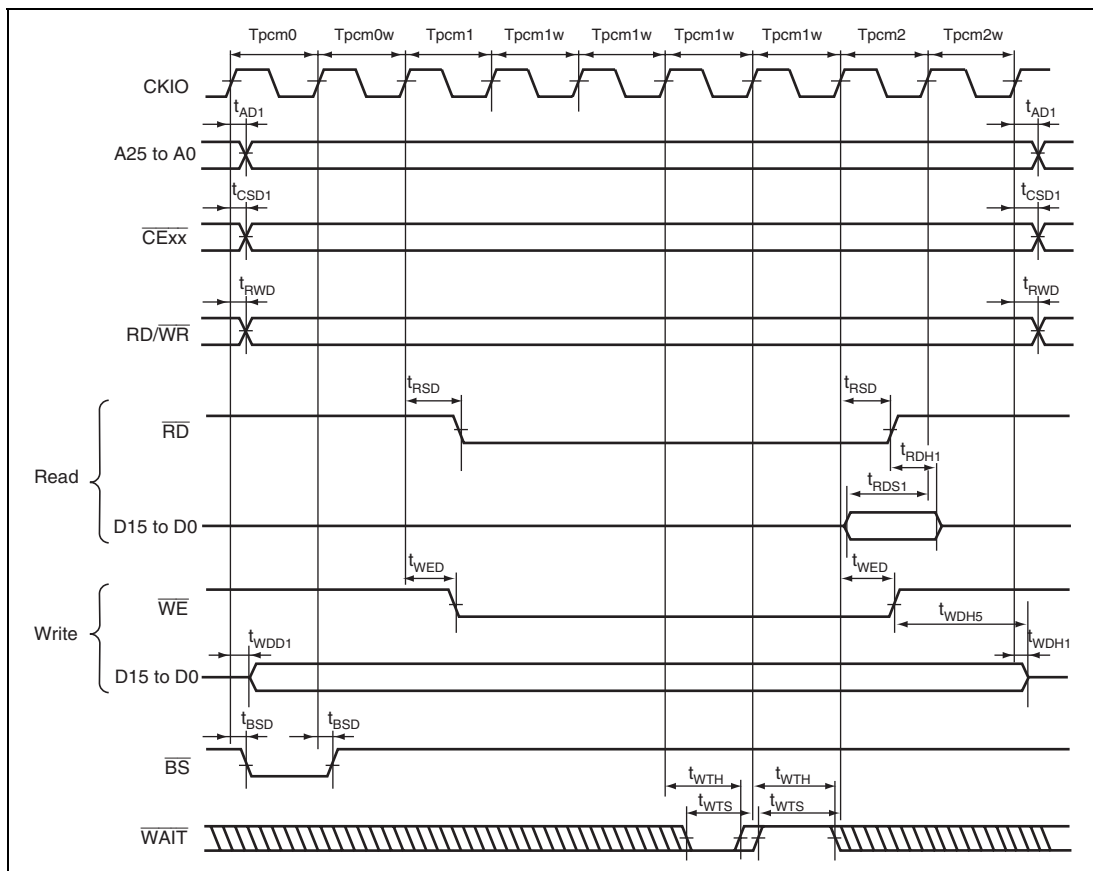 Tpcm0 Tpcm0w Tpcm1 Tpcm1w Tpcm1w Tpcm1w Tpcm1w Tpcm2 Tpcm2w
CKIO
tAD1 tAD1
A25 to A0
tCSD1 tCSD1
CExx
tRWD tRWD
RD/WR
tRSD tRSD
RD
tRDH1
Read
tRDS1
D15 to D0
tWED tWED
WE
tWDH5
Write
tWDD1 tWDH1
D15 to D0
tBSD tBSD
BS
tWTH tWTH
tWTS tWTS
WAIT